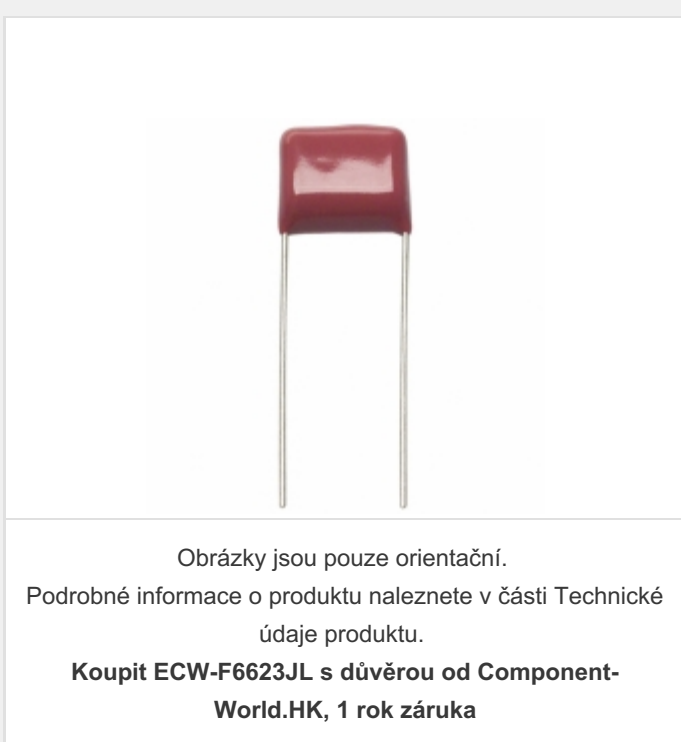 Obrázky jsou pouze orientační.
Podrobné informace o produktu naleznete v části Technické
údaje produktu.
Koupit ECW-F6623JL s důvěrou od Component-
World.HK, 1 rok záruka